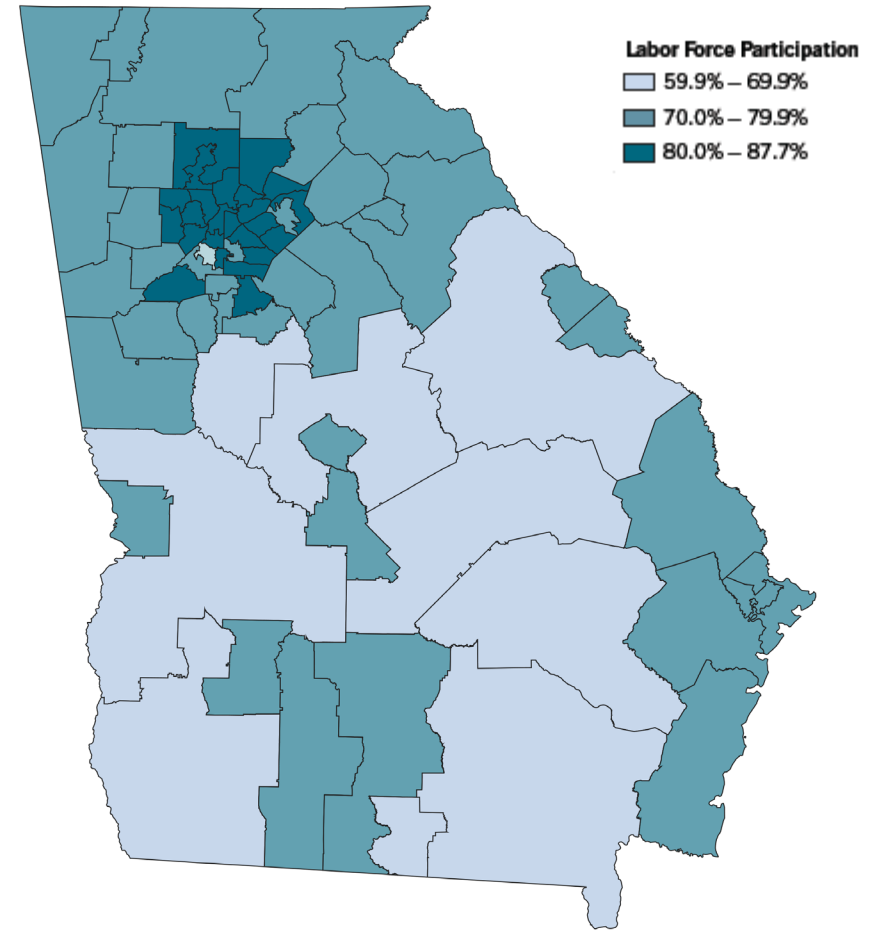 Labor Force Participation
59.9% – 69.9%
70.0% – 79.9%
80.0% – 87.7%